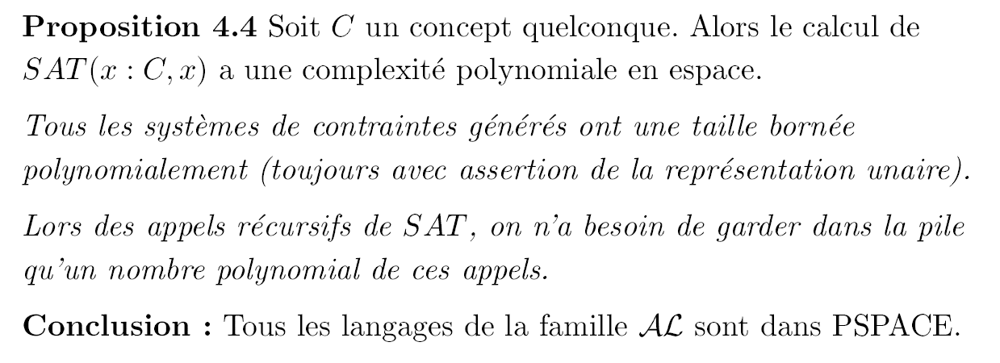 Proposition 4.4 Soit C un concept quelconque. Alors le calcul de
SAT(x : C, x) a une complexité polynomiale en espace.
Tous les systèmes de contraintes générés ont une taille bornée
polynomialement (toujours avec assertion de la représentation unaire).
Lors des appels récursifs de SAT, on n'a besoin de garder dans la pile
qu'un nombre polynomial de ces appels.
Conclusion : Tous les langages de la famille 𝒜ℒ sont dans PSPACE.